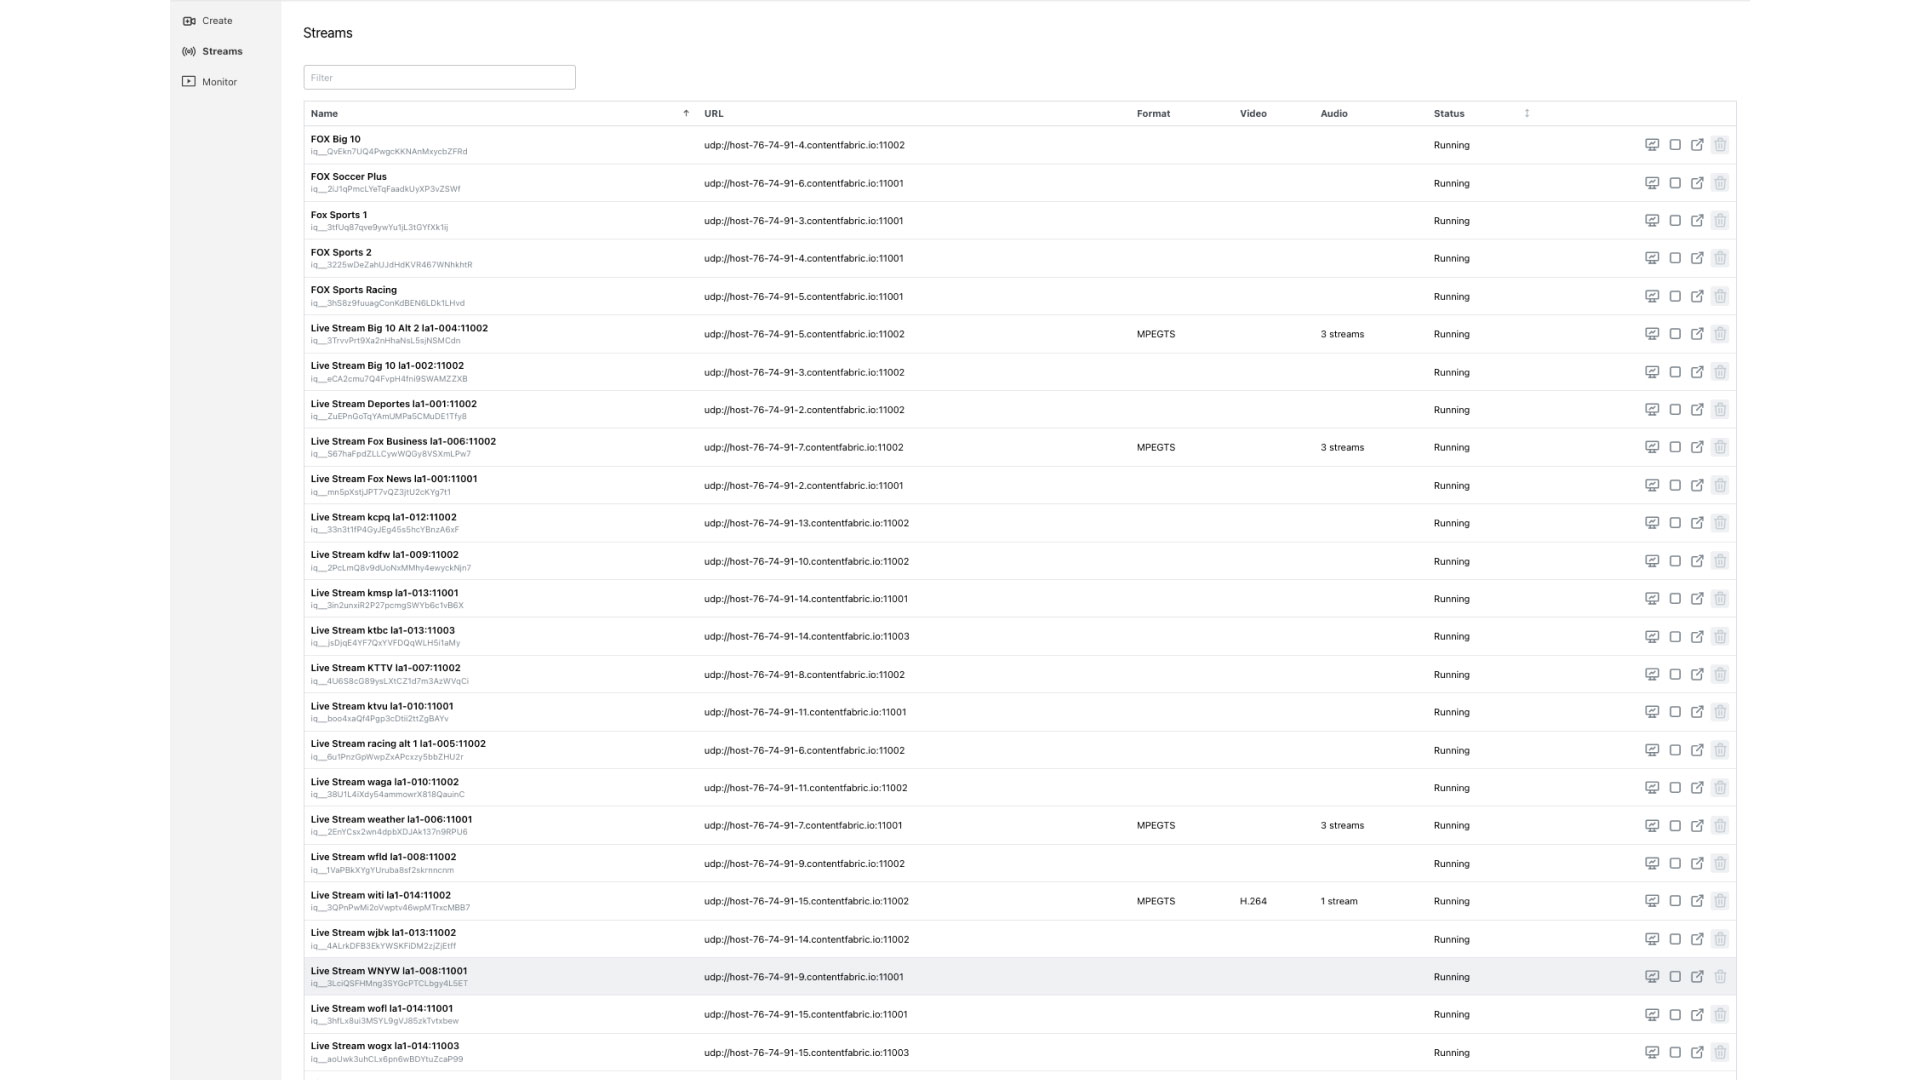 Create
Streams
Monitor
Streams
Filter
Name URL Format Video Audio Status
FOX Big 10
iq__QvEkn7UQ4PwgcKKNAnMxycbZFRd
udp://host-76-74-91-4.contentfabric.io:11002 Running
FOX Soccer Plus
iq__2iJ1qPmcLYeTqFaadkUyXP3vZSWf
udp://host-76-74-91-6.contentfabric.io:11001 Running
Fox Sports 1
iq__3tfUq87qve9ywYu1jL3tGYfXk1ij
udp://host-76-74-91-3.contentfabric.io:11001 Running
FOX Sports 2
iq__3225wDeZahUJdHdKVR467WNhkhtR
udp://host-76-74-91-4.contentfabric.io:11001 Running
FOX Sports Racing
iq__3hS8z9fuuagConKdBEN6LDk1LHvd
udp://host-76-74-91-5.contentfabric.io:11001 Running
Live Stream Big 10 Alt 2 la1-004:11002
iq__3TrvvPrt9Xa2nHhaNsL5sjNSMCdn
udp://host-76-74-91-5.contentfabric.io:11002 MPEGTS 3 streams Running
Live Stream Big 10 la1-002:11002
iq__eCA2cmu7Q4FvpH4fni9SWAMZZXB
udp://host-76-74-91-3.contentfabric.io:11002 Running
Live Stream Deportes la1-001:11002
iq__ZuEPnGoTqYAmUMPa5CMuDE1Tfy8
udp://host-76-74-91-2.contentfabric.io:11002 Running
Live Stream Fox Business la1-006:11002
iq__S67haFpdZLLCywWQGy8VSXmLPw7
udp://host-76-74-91-7.contentfabric.io:11002 MPEGTS 3 streams Running
Live Stream Fox News la1-001:11001
iq__mn5pXstjJPT7vQZ3jtU2cKYg7t1
udp://host-76-74-91-2.contentfabric.io:11001 Running
Live Stream kcpq la1-012:11002
iq__33n3t1fP4GyJEg45s5hcYBnzA6xF
udp://host-76-74-91-13.contentfabric.io:11002 Running
Live Stream kdfw la1-009:11002
iq__2PcLmQ8v9dUoNxMMhy4ewyckNjn7
udp://host-76-74-91-10.contentfabric.io:11002 Running
Live Stream kmsp la1-013:11001
iq__3in2unxiR2P27pcmgSWYb6c1vB6X
udp://host-76-74-91-14.contentfabric.io:11001 Running
Live Stream ktbc la1-013:11003
iq__jsDjqE4YF7QxYVFDQqWLH5i1aMy
udp://host-76-74-91-14.contentfabric.io:11003 Running
Live Stream KTTV la1-007:11002
iq__4U6S8cG89ysLXtCZ1d7m3AzWVqCi
udp://host-76-74-91-8.contentfabric.io:11002 Running
Live Stream ktvu la1-010:11001
iq__boo4xaQf4Pgp3cDtii2ttZgBAYv
udp://host-76-74-91-11.contentfabric.io:11001 Running
Live Stream racing alt 1 la1-005:11002
iq__6u1PnzGpWwpZxAPcxzy5bbZHU2r
udp://host-76-74-91-6.contentfabric.io:11002 Running
Live Stream waga la1-010:11002
iq__38U1L4iXdy54ammowrX818QauinC
udp://host-76-74-91-11.contentfabric.io:11002 Running
Live Stream weather la1-006:11001
iq__2EnYCsx2wn4dpbXDJAk137n9RPU6
udp://host-76-74-91-7.contentfabric.io:11001 MPEGTS 3 streams Running
Live Stream wfld la1-008:11002
iq__1VaPBkXYgYUruba8sf2skrnncnm
udp://host-76-74-91-9.contentfabric.io:11002 Running
Live Stream witi la1-014:11002
iq__3QPnPwMi2oVwptv46wpMTrxcMBB7
udp://host-76-74-91-15.contentfabric.io:11002 MPEGTS H.264 1 stream Running
Live Stream wjbk la1-013:11002
iq__4ALrkDFB3EkYWSKFiDM2zjZjEtff
udp://host-76-74-91-14.contentfabric.io:11002 Running
Live Stream WNYW la1-008:11001
iq__3LciQSFHMng3SYGcPTCLbgy4L5ET
udp://host-76-74-91-9.contentfabric.io:11001 Running
Live Stream wofl la1-014:11001
iq__3hfLx8ui3MSYL9gVJ85zkTvtxbew
udp://host-76-74-91-15.contentfabric.io:11001 Running
Live Stream wogx la1-014:11003
iq__aoUwk3uhCLx6pn6wBDYtuZcaP99
udp://host-76-74-91-15.contentfabric.io:11003 Running